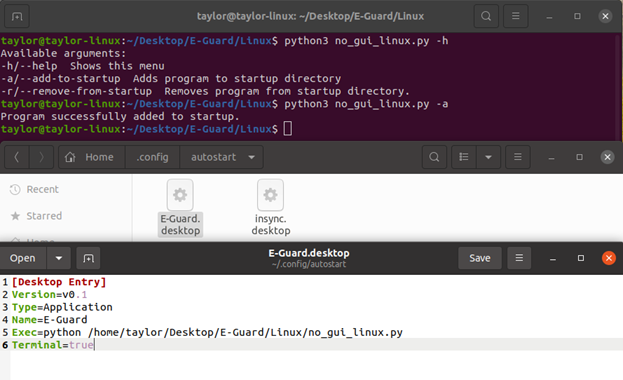 taylor@taylor-linux: ~/Desktop/E-Guard/Linux
taylor@taylor-linux:~/Desktop/E-Guard/Linux$ python3 no_gui_linux.py -h
Available arguments:
-h/--help  Shows this menu
-a/--add-to-startup  Adds program to startup directory
-r/--remove-from-startup  Removes program from startup directory.
taylor@taylor-linux:~/Desktop/E-Guard/Linux$ python3 no_gui_linux.py -a
Program successfully added to startup.
taylor@taylor-linux:~/Desktop/E-Guard/Linux$
Home .config autostart
Recent
Starred
Home
E-Guard.
desktop
insync.
desktop
Open
E-Guard.desktop
~/.config/autostart
Save
1 [Desktop Entry]
2 Version=v0.1
3 Type=Application
4 Name=E-Guard
5 Exec=python /home/taylor/Desktop/E-Guard/Linux/no_gui_linux.py
6 Terminal=true